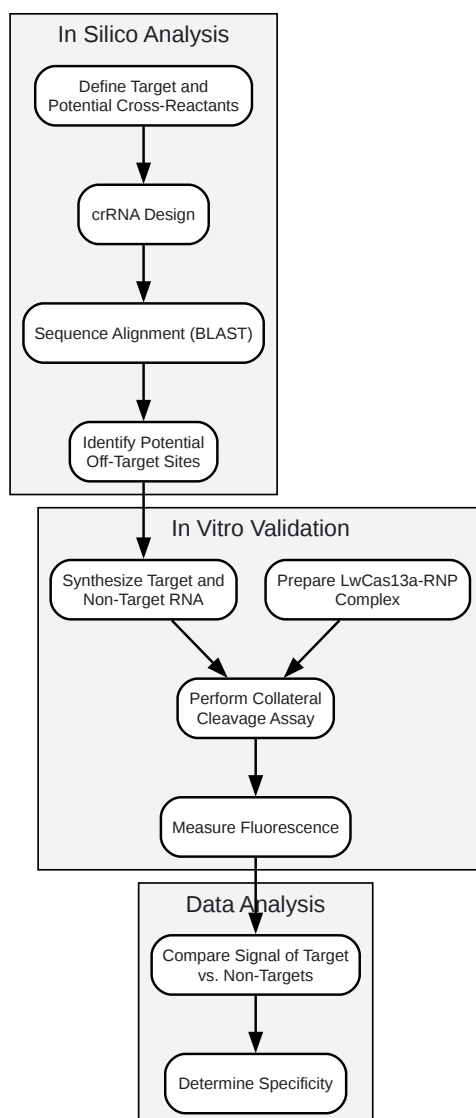 In Silico Analysis
Define Target and
Potential Cross-Reactants
crRNA Design
Sequence Alignment (BLAST)
Identify Potential
Off-Target Sites
In Vitro Validation
Synthesize Target and
Non-Target RNA
Prepare LwCas13a-RNP
Complex
Perform Collateral
Cleavage Assay
Measure Fluorescence
Data Analysis
Compare Signal of Target
vs. Non-Targets
Determine Specificity